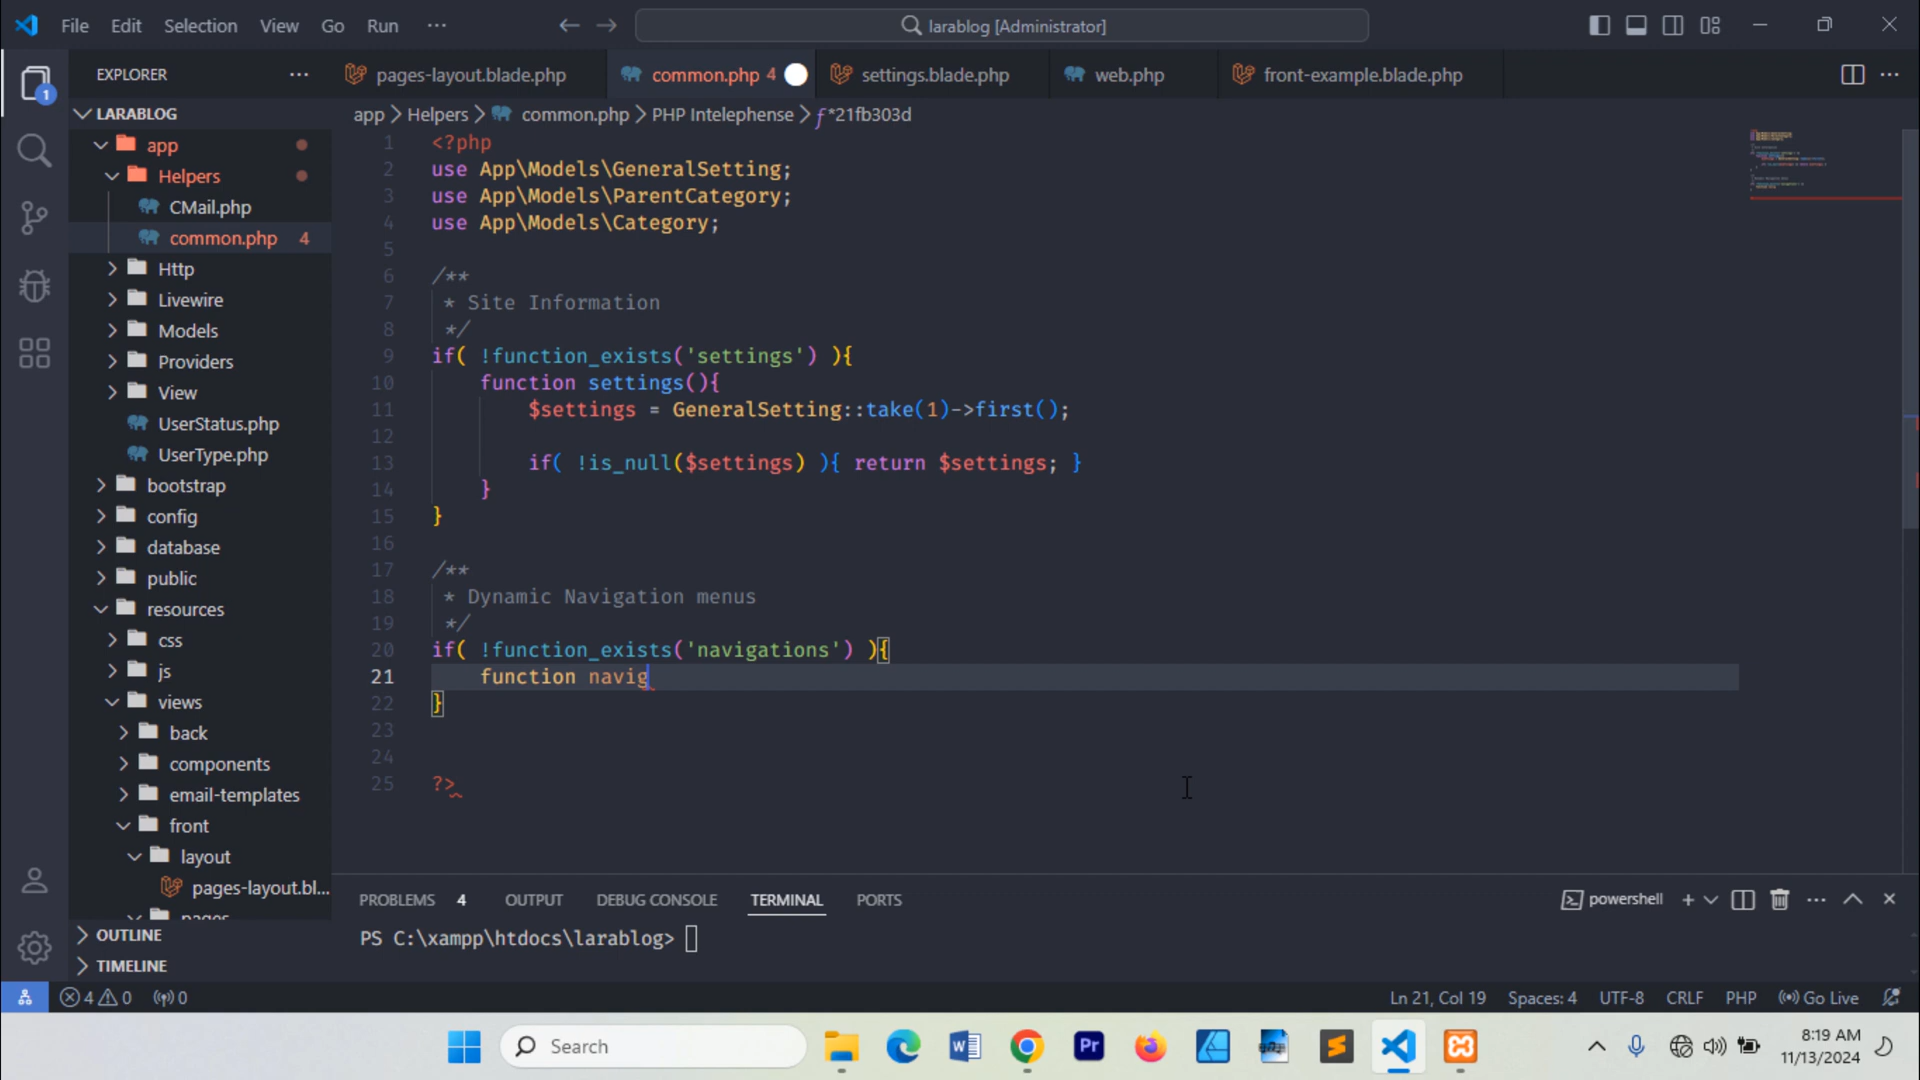 File Edit Selection View Go Run ···
larablog [Administrator]
EXPLORER ···
pages-layout.blade.php
common.php 4
settings.blade.php
web.php
front-example.blade.php
1
LARABLOG
app > Helpers > common.php > PHP Intelephense > ƒ *21fb303d
app
Helpers
CMail.php
common.php 4
Http
Livewire
Models
Providers
View
UserStatus.php
UserType.php
bootstrap
config
database
public
resources
css
js
views
back
components
email-templates
front
layout
pages-layout.bl...
pages
OUTLINE
TIMELINE
1 <?php
2 use App\Models\GeneralSetting;
3 use App\Models\ParentCategory;
4 use App\Models\Category;
5
6 /**
7 * Site Information
8 */
9 if( !function_exists('settings') ){
10 function settings(){
11 $settings = GeneralSetting::take(1)->first();
12
13 if( !is_null($settings) ){ return $settings; }
14 }
15 }
16
17 /**
18 * Dynamic Navigation menus
19 */
20 if( !function_exists('navigations') ){
21 function navig
22 }
23
24
25 ?>
PROBLEMS 4 OUTPUT DEBUG CONSOLE TERMINAL PORTS
powershell
PS C:\xampp\htdocs\larablog>
4 0 0
Ln 21, Col 19 Spaces: 4 UTF-8 CRLF PHP Go Live
Search
W
Pr
8:19 AM
11/13/2024